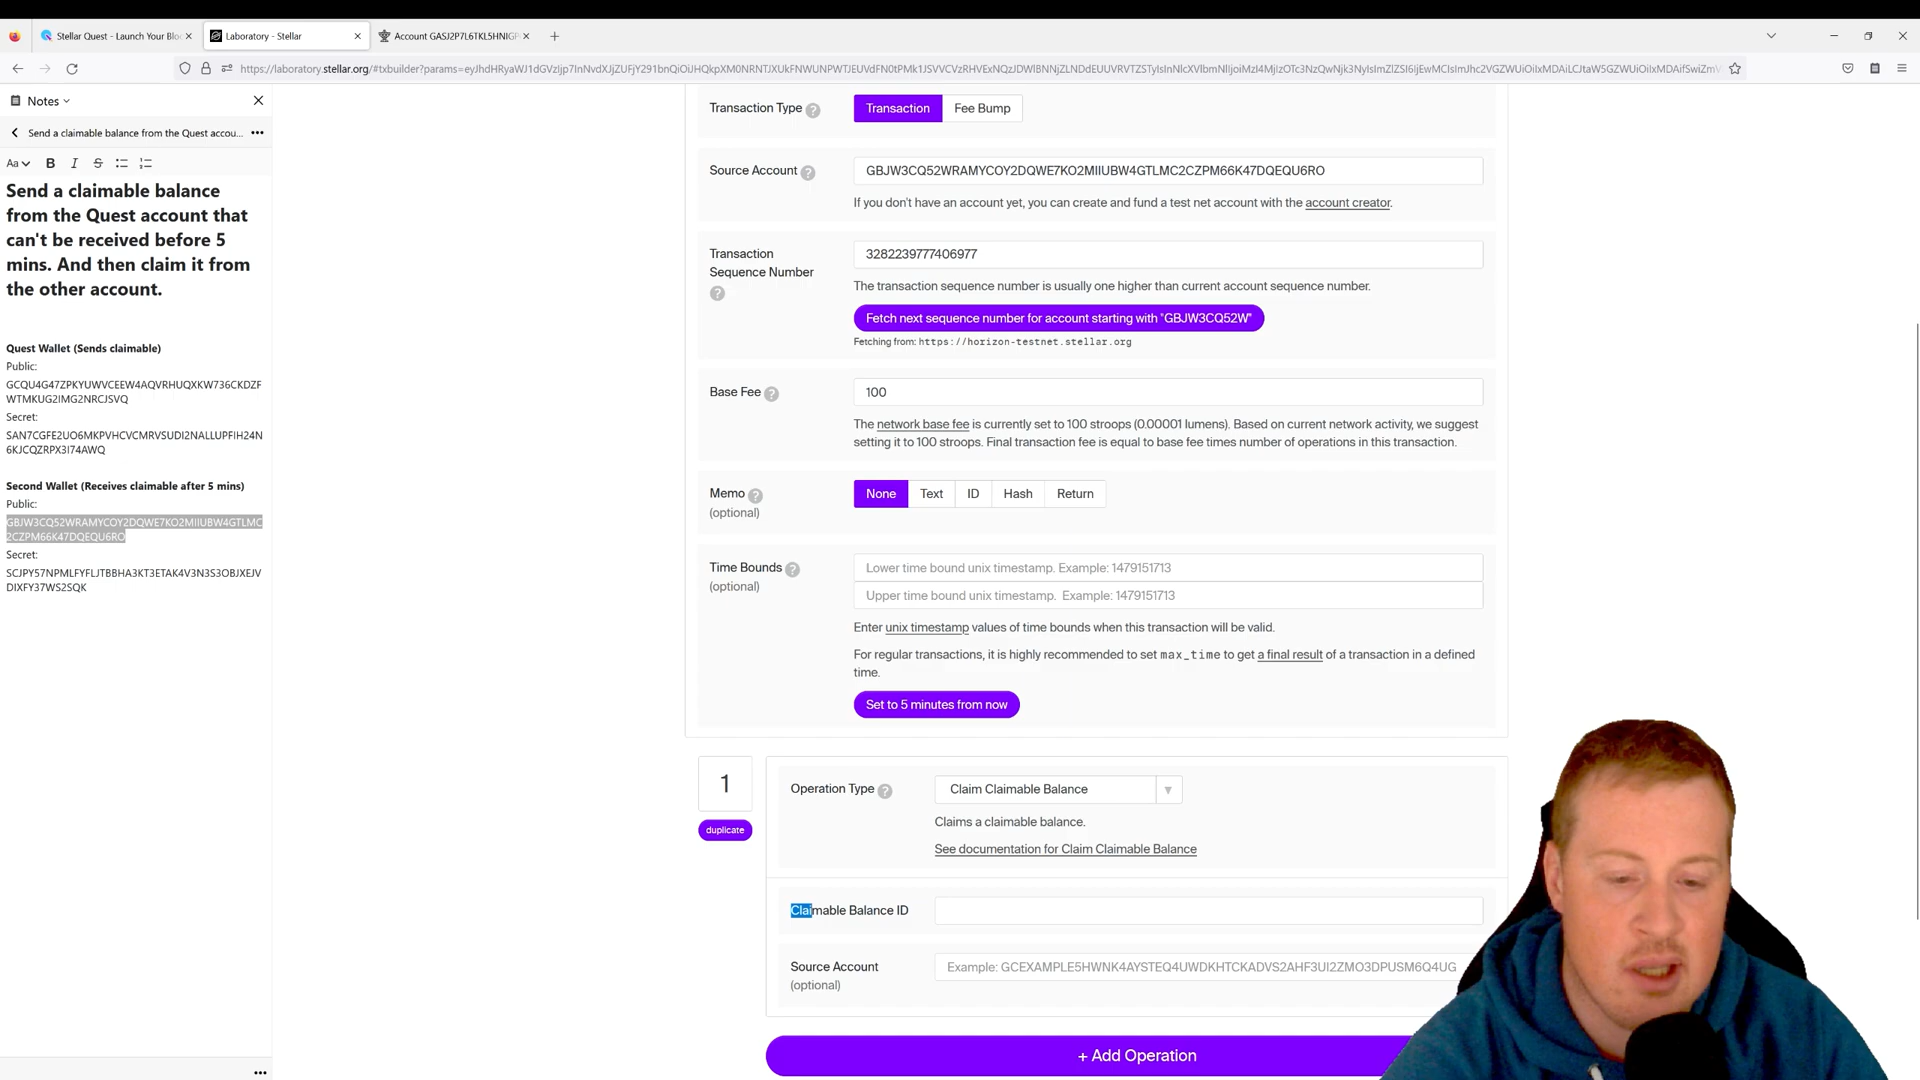 Stellar Quest - Launch Your Bloc
Laboratory - Stellar
Account GASJ2P7L6TKL5HNIGP
https://laboratory.stellar.org/#txbuilder?params=
Notes
Send a claimable balance from the Quest accou...
Aa B I S
Send a claimable balance
from the Quest account that
can't be received before 5
mins. And then claim it from
the other account.
Quest Wallet (Sends claimable)
Public:
GCQU4G47ZPKYUWVCEEW4AQVRHUQXKW736CKDZF
WTMKUG2IMG2NRCJSVQ
Secret:
SAN7CGFE2UO6MKPVHCVCMRVSUDI2NALLUPFIH24N
6KJCQZRPX3I74AWQ
Second Wallet (Receives claimable after 5 mins)
Public:
GBJW3CQ52WRAMYCOY2DQWE7KO2MIIUBW4GTLMC
2CZPM66K47DQEQU6RO
Secret:
SCJPY57NPMLFYFLJTBBHA3KT3ETAK4V3N3S3OBJXEJV
DIXFY37WS2SQK
Transaction Type ?
Transaction Fee Bump
Source Account ?
GBJW3CQ52WRAMYCOY2DQWE7KO2MIIUBW4GTLMC2CZPM66K47DQEQU6RO
If you don't have an account yet, you can create and fund a test net account with the account creator.
Transaction
Sequence Number
?
3282239777406977
The transaction sequence number is usually one higher than current account sequence number.
Fetch next sequence number for account starting with "GBJW3CQ52W"
Fetching from: https://horizon-testnet.stellar.org
Base Fee ?
100
The network base fee is currently set to 100 stroops (0.00001 lumens). Based on current network activity, we suggest
setting it to 100 stroops. Final transaction fee is equal to base fee times number of operations in this transaction.
Memo ?
(optional)
None Text ID Hash Return
Time Bounds ?
(optional)
Lower time bound unix timestamp. Example: 1479151713
Upper time bound unix timestamp. Example: 1479151713
Enter unix timestamp values of time bounds when this transaction will be valid.
For regular transactions, it is highly recommended to set max_time to get a final result of a transaction in a defined
time.
Set to 5 minutes from now
1
duplicate
Operation Type ?
Claim Claimable Balance
Claims a claimable balance.
See documentation for Claim Claimable Balance
Claimable Balance ID
Source Account
(optional)
Example: GCEXAMPLE5HWNK4AYSTEQ4UWDKHTCKADVS2AHF3UI2ZMO3DPUSM6Q4UG
+ Add Operation